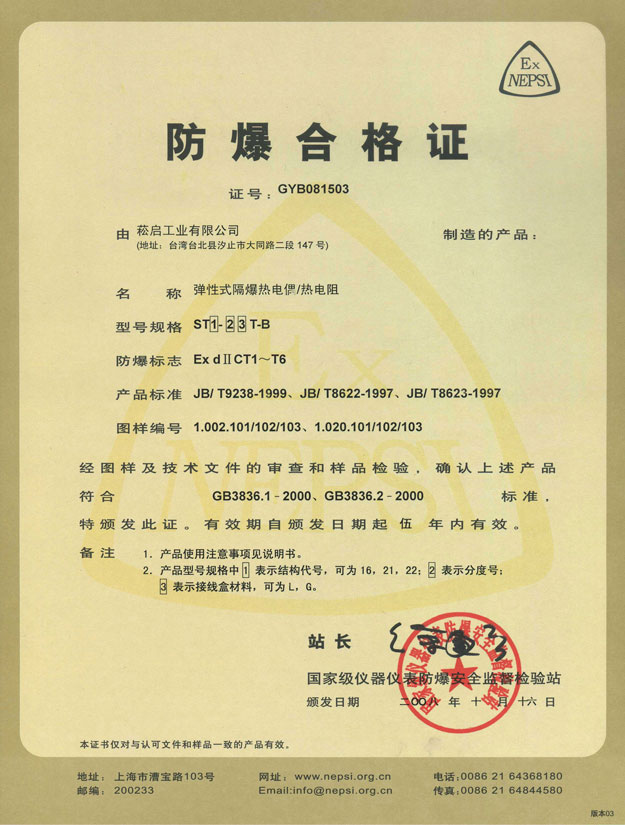 Ex
NEPSI
防爆合格证
证号：GYB081503
由 菘启工业有限公司 制造的产品：
(地址：台湾台北县汐止市大同路二段 147 号)
名称 弹性式隔爆热电偶/热电阻
型号规格 ST1-23T-B
防爆标志 Ex dⅡCT1～T6
产品标准 JB/ T9238-1999、JB/ T8622-1997、JB/ T8623-1997
图样编号 1.002.101/102/103、1.020.101/102/103
经图样及技术文件的审查和样品检验，确认上述产品
符合 GB3836.1－2000、GB3836.2－2000 标准，
特颁发此证。有效期自颁发日期起 伍 年内有效。
备注 1. 产品使用注意事项见说明书。
2. 产品型号规格中1表示结构代号，可为16，21，22；2表示分度号；
3表示接线盒材料，可为L，G。
站长
国家级仪器仪表防爆安全监督检验站
颁发日期 二〇〇八 年 十 月 十六 日
本证书仅对与认可文件和样品一致的产品有效。
地址：上海市漕宝路103号 网址：www.nepsi.org.cn 电话:0086 21 64368180
邮编：200233 Email:info@nepsi.org.cn 传真:0086 21 64844580
版本03